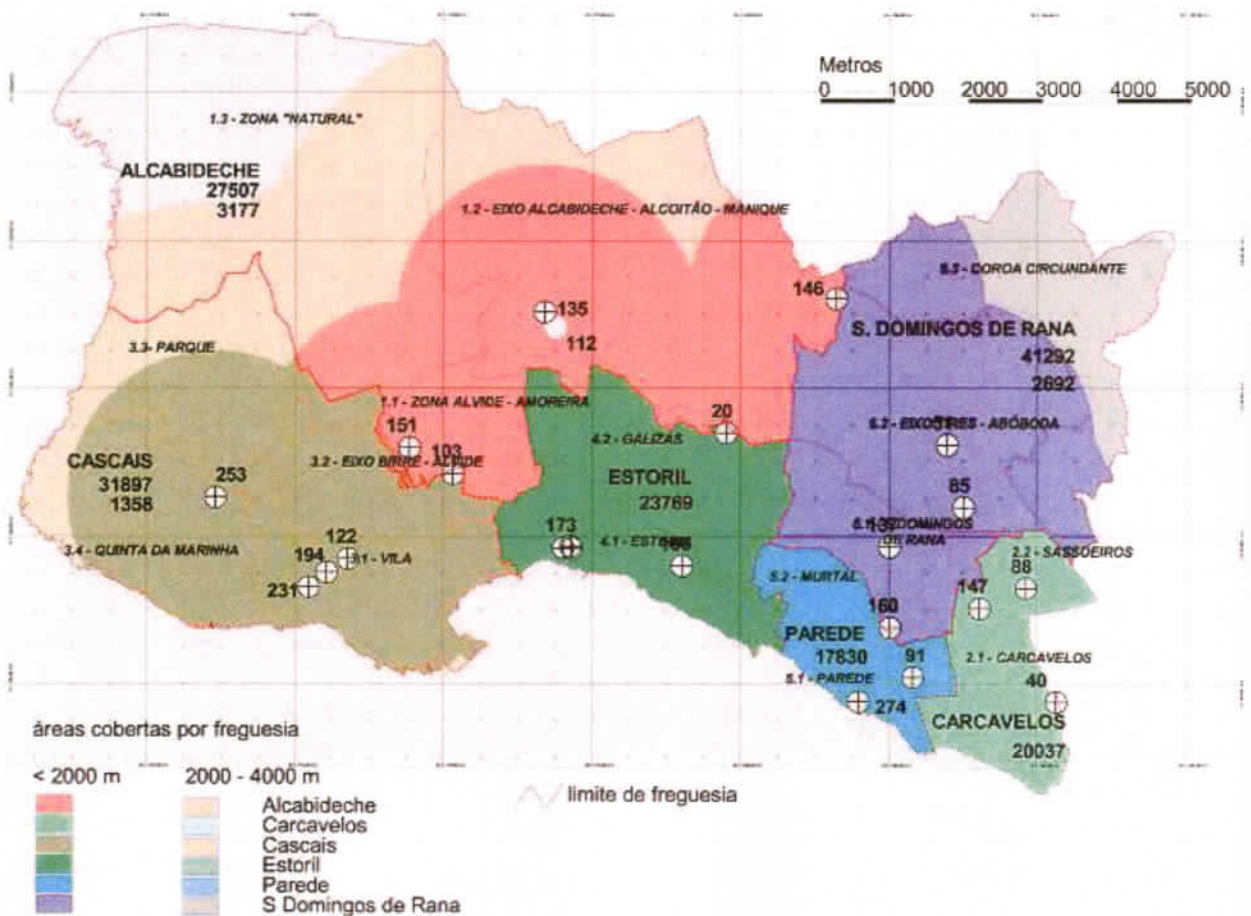 Metros
0 1000 2000 3000 4000 5000
1.3 - ZONA "NATURAL"
ALCABIDECHE
27507
3177
1.2 - EIXO ALCABIDECHE - ALCOITÃO - MANIQUE
- COROA CIRCUNDANTE
146
135
S. DOMINGOS DE RANA
112
41292
3.3- PARQUE
2692
1.1 - ZONA ALVIDE - AMOREIRA
151
20
- ABÓBODA
4.2 - GALIZAS
103
3.2 - EIXO BIRRE - ALVIDE
CASCAIS
31897
1358
253
ESTORIL
23769
85
173
122
DOMINGOS
DE RANA
3.4 - QUINTA DA MARINHA
194
- VILA
2.2 - SASSOEIROS
88
5.2 - MURTAL
231
147
160
PAREDE
17830
91
2.1 - CARCAVELOS
5.1 - PAREDE
40
274
CARCAVELOS
20037
áreas cobertas por freguesia
< 2000 m 2000 - 4000 m
limite de freguesia
Alcabideche
Carcavelos
Cascais
Estoril
Parede
S Domingos de Rana